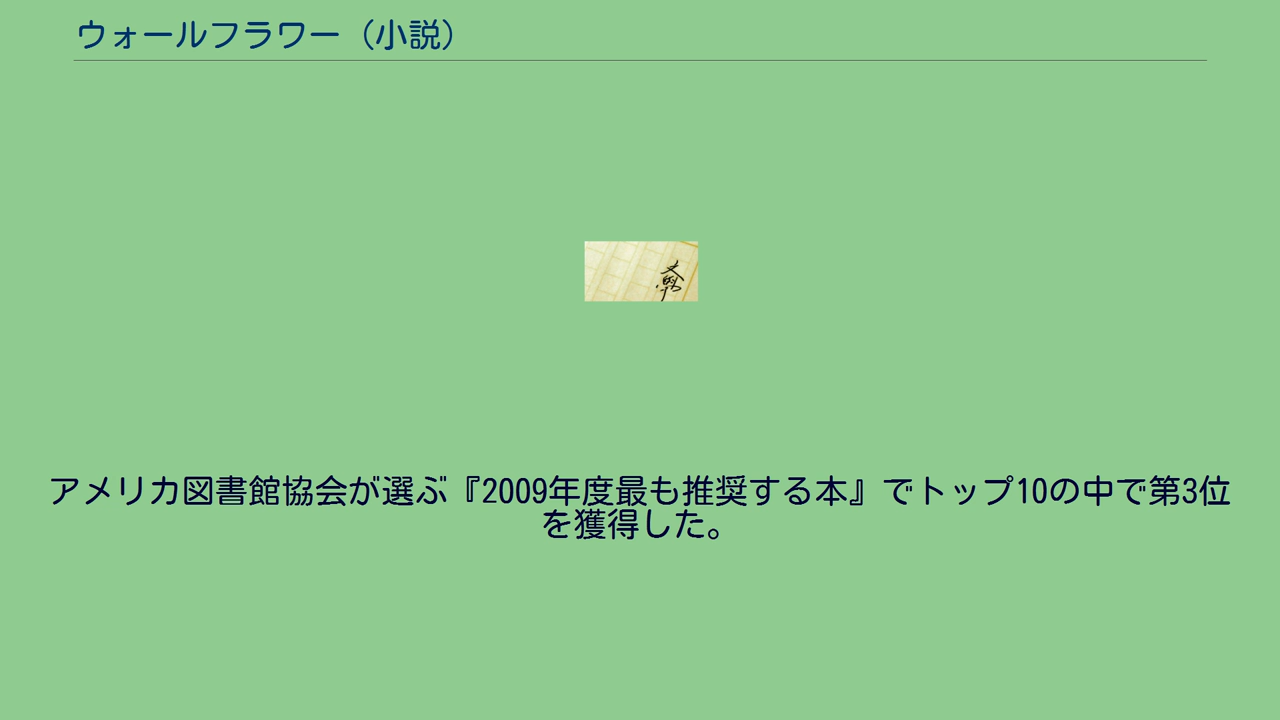 ウォールフラワー（小説）
アメリカ図書館協会が選ぶ『2009年度最も推奨する本』でトップ10の中で第3位
を獲得した。